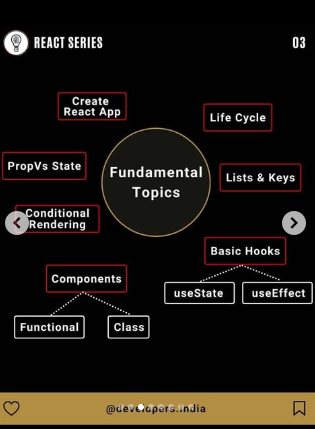 REACT SERIES
03
Create
React App
Life Cycle
PropVs State
Fundamental
Topics
Lists & Keys
Conditional
Rendering
Basic Hooks
Components
useState
useEffect
Functional
Class
@developers.india